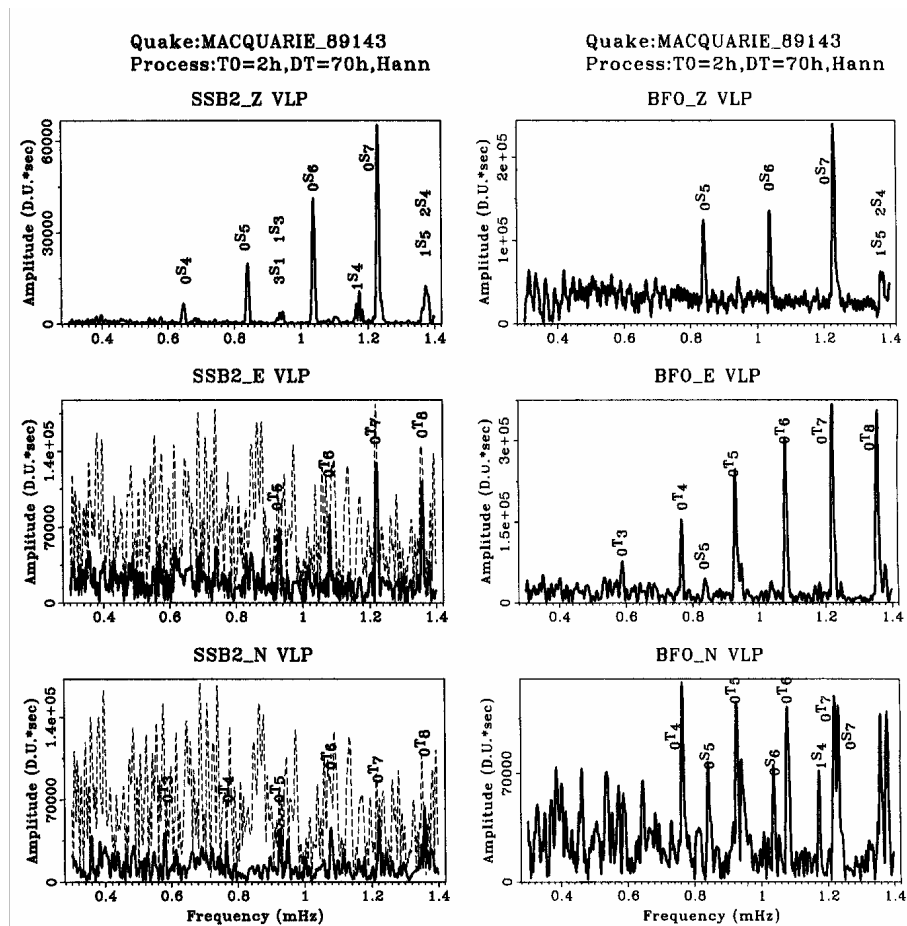 Quake:MACQUARIE_89143
Process:T0=2h,DT=70h,Hann
SSB2_Z VLP
Amplitude (D.U.*sec)
60000
30000
0
0S4
0S5
3S1 1S3
0S6
1S4
0S7
1S5 2S4
0.4 0.6 0.8 1 1.2 1.4
SSB2_E VLP
Amplitude (D.U.*sec)
1.4e+05
70000
0
0T5
0T6
0T7
0T8
0.4 0.6 0.8 1 1.2 1.4
SSB2_N VLP
Amplitude (D.U.*sec)
1.4e+05
70000
0
0T3
0T4
0T5
0T6
0T7
0T8
0.4 0.6 0.8 1 1.2 1.4
Frequency (mHz)
Quake:MACQUARIE_89143
Process:T0=2h,DT=70h,Hann
BFO_Z VLP
Amplitude (D.U.*sec)
2e+05
1e+05
0
0S5
0S6
0S7
1S5 2S4
0.4 0.6 0.8 1 1.2 1.4
BFO_E VLP
Amplitude (D.U.*sec)
3e+05
1.5e+05
0
0T3
0T4
0S5
0T5
0T6
0T7
0T8
0.4 0.6 0.8 1 1.2 1.4
BFO_N VLP
Amplitude (D.U.*sec)
70000
0
0T4
0S5
0T5
0S6
0T6
1S4
0T7
0S7
0.4 0.6 0.8 1 1.2 1.4
Frequency (mHz)